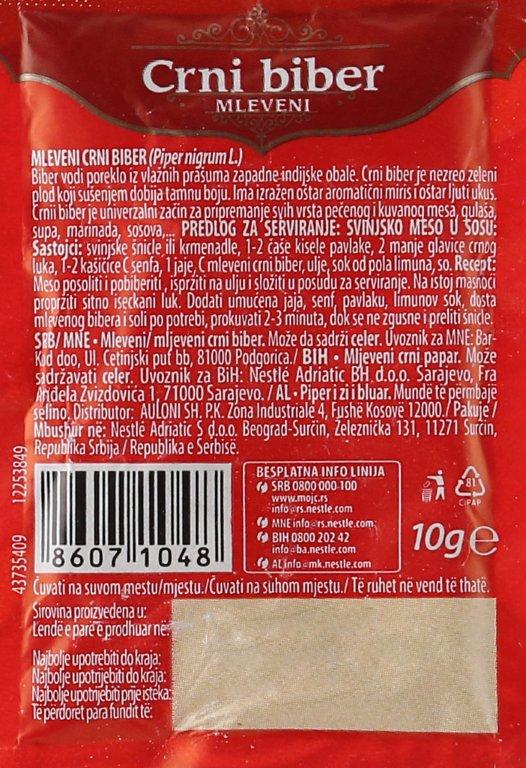 Crni biber
MLEVENI
MLEVENI CRNI BIBER (Piper nigrum L.)
Biber vodi poreklo iz vlažnih prašuma zapadne indijske obale. Crni biber je nezreo zeleni
plod koji sušenjem dobija tamnu boju. Ima izražen oštar aromatični miris i oštar ljuti ukus.
Crnii biber je univerzalni začin za pripremanje svih vrsta pečenog i kuvanog mesa, gulaša,
supa, marinada, sosova,... PREDLOG ZA SERVIRANJE: SVINJSKO MESO U SOSU:
Sastojci: svinjske šnicle ili krmenadle, 1-2 čaše kisele pavlake, 2 manje glavice crnog
luka, 1-2 kašičice C senfa, 1 jaje, C mleveni crni biber, ulje, sok od pola limuna, so. Recept:
Meso posoliti i pobiberiti, ispržiti na ulju i složiti u posudu za serviranje. Na istoj masnoći
propržiti sitno iseckani luk. Dodati umućena jaja, senf, pavlaku, limunov sok, dosta
mlevenog bibera i soli po potrebi, prokuvati 2-3 minuta, dok se ne zgusne i preliti šnicle.
SRB/ MNE • Mleveni/ mljeveni crni biber. Može da sadrži celer. Uvoznik za MNE: Bar-
Kod doo, Ul. Cetinjski put bb, 81000 Podgorica./ BIH • Mljeveni crni papar. Može
sadržavati celer. Uvoznik za BiH: Nestlé Adriatic BH d.o.o. Sarajevo, Fra
Anđela Zvizdovića 1, 71000 Sarajevo. / AL • Piper i zi i bluar. Mundë të përmbajë
selino. Distributor: AULONI SH. P.K. Zona Industrialë 4, Fushë Kosovë 12000./ Pakuje /
Mbushur në: Nestlé Adriatic S d.o.o. Beograd-Surčin, Železnička 131, 11271 Surčin,
Republika Srbija / Republika e Serbisë.
43735409 12253849
86071048
BESPLATNA INFO LINIJA
SRB 0800 000 100
www.mojc.rs
info@rs.nestle.com
MNE info@rs.nestle.com
BIH 0800 202 42
info@ba.nestle.com
AL info@mk.nestle.com
81
C/PAP
10g e
Čuvati na suvom mestu/mjestu./Čuvati na suhom mjestu./ Të ruhet në vend të thatë.
Sirovina proizvedena u:
Lendë e parë e prodhuar në:
Najbolje upotrebiti do kraja:
Najbolje upotrijebiti do kraja:
Najbolje upotrijebiti prije isteka:
Të përdoret para fundit të: